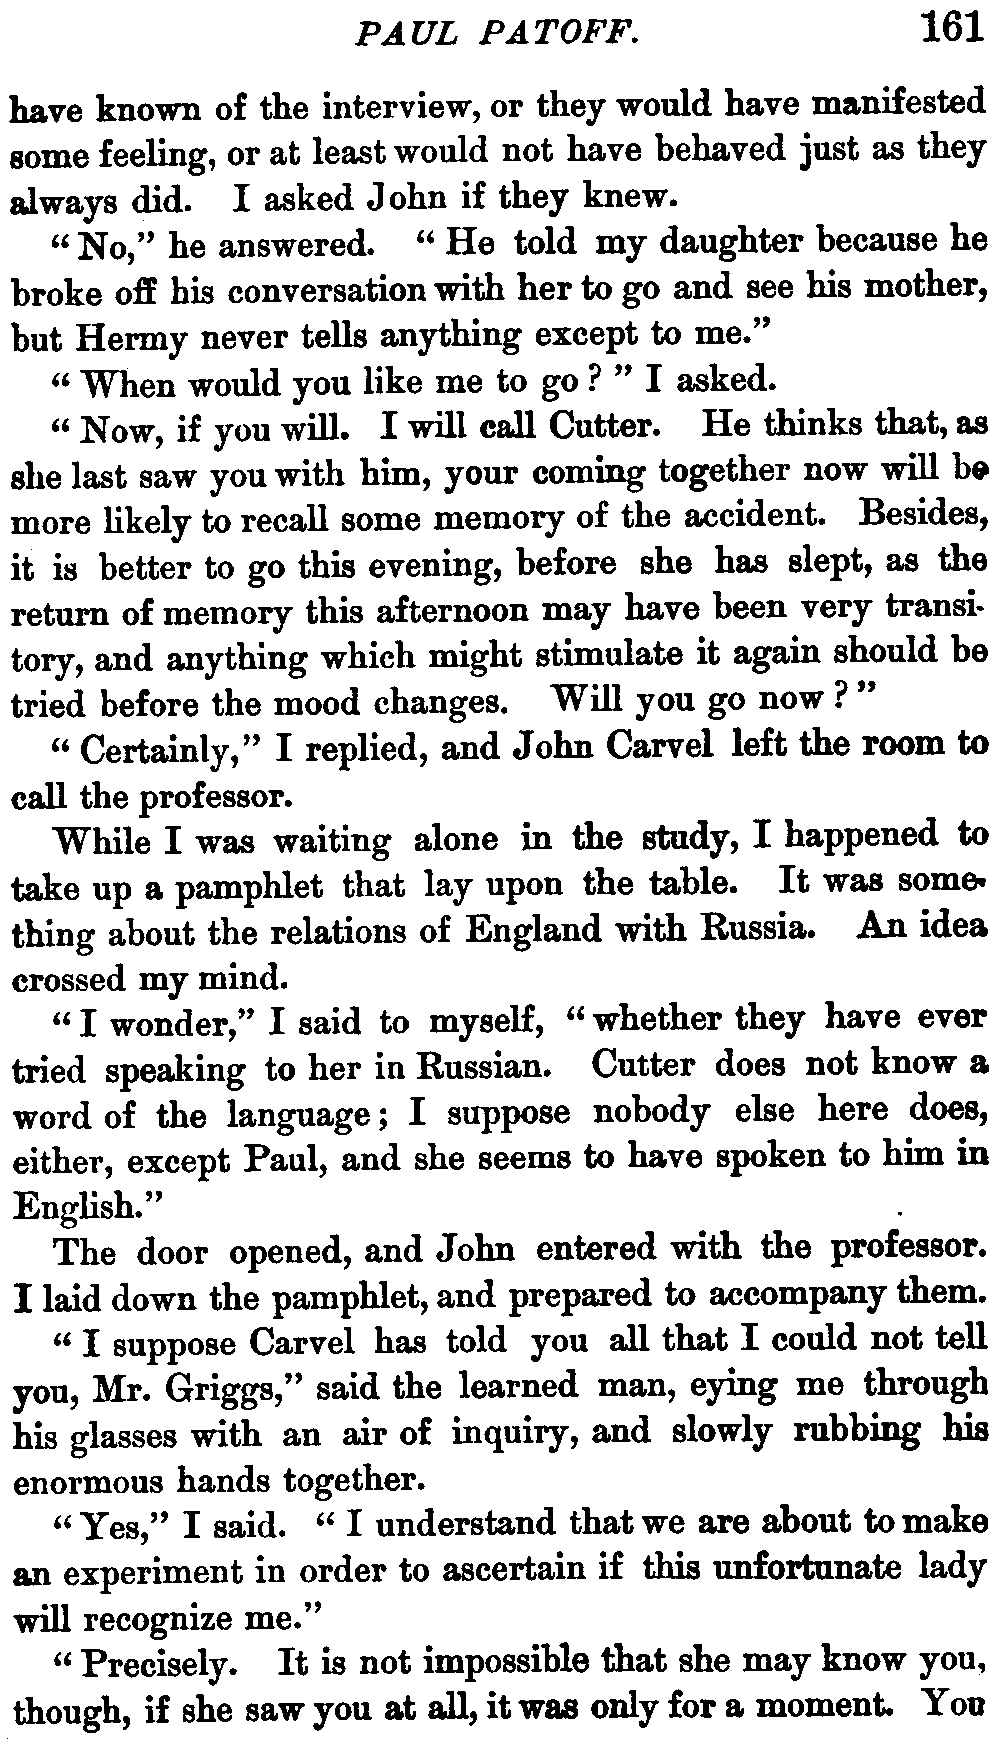 PAUL PATOFF. 161
have known of the interview, or they would have manifested
some feeling, or at least would not have behaved just as they
always did. I asked John if they knew.
“No,” he answered. “He told my daughter because he
broke off his conversation with her to go and see his mother,
but Hermy never tells anything except to me.”
“When would you like me to go?” I asked.
“Now, if you will. I will call Cutter. He thinks that, as
she last saw you with him, your coming together now will be
more likely to recall some memory of the accident. Besides,
it is better to go this evening, before she has slept, as the
return of memory this afternoon may have been very transi-
tory, and anything which might stimulate it again should be
tried before the mood changes. Will you go now?”
“Certainly,” I replied, and John Carvel left the room to
call the professor.
While I was waiting alone in the study, I happened to
take up a pamphlet that lay upon the table. It was some-
thing about the relations of England with Russia. An idea
crossed my mind.
“I wonder,” I said to myself, “whether they have ever
tried speaking to her in Russian. Cutter does not know a
word of the language; I suppose nobody else here does,
either, except Paul, and she seems to have spoken to him in
English.”
The door opened, and John entered with the professor.
I laid down the pamphlet, and prepared to accompany them.
“I suppose Carvel has told you all that I could not tell
you, Mr. Griggs,” said the learned man, eying me through
his glasses with an air of inquiry, and slowly rubbing his
enormous hands together.
“Yes,” I said. “I understand that we are about to make
an experiment in order to ascertain if this unfortunate lady
will recognize me.”
“Precisely. It is not impossible that she may know you,
though, if she saw you at all, it was only for a moment. You